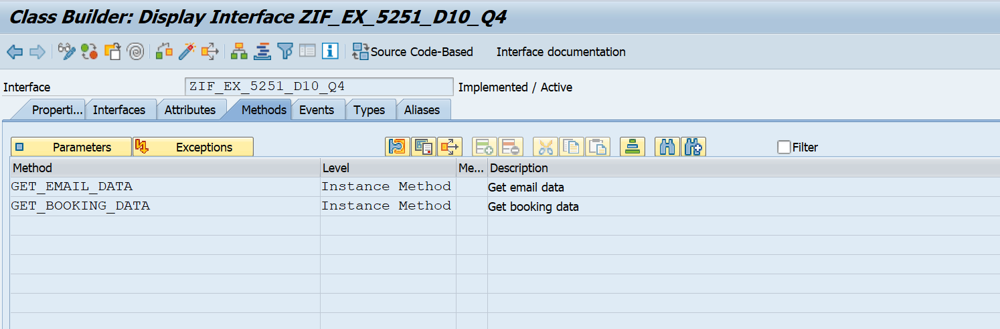 Class Builder: Display Interface ZIF_EX_5251_D10_Q4
Source Code-Based Interface documentation
Interface ZIF_EX_5251_D10_Q4 Implemented / Active
Properti... Interfaces Attributes Methods Events Types Aliases
Parameters Exceptions Filter
Method Level Me... Description
GET_EMAIL_DATA Instance Method Get email data
GET_BOOKING_DATA Instance Method Get booking data